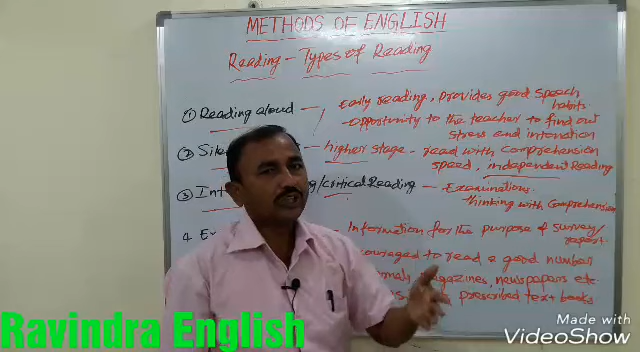 METHODS OF ENGLISH
Reading - Types of Reading
① Reading aloud — Early reading, provides good speech habits.
- Opportunity to the teacher to find out
stress and intonation
② higher stage - read with comprehension
speed, independent Reading
③ /critical Reading — Examinations
thinking with comprehension
4. Information for the purpose of survey/
report
to read a good number
newspapers etc
prescribed text books
Ravindra English
Made with
VideoShow